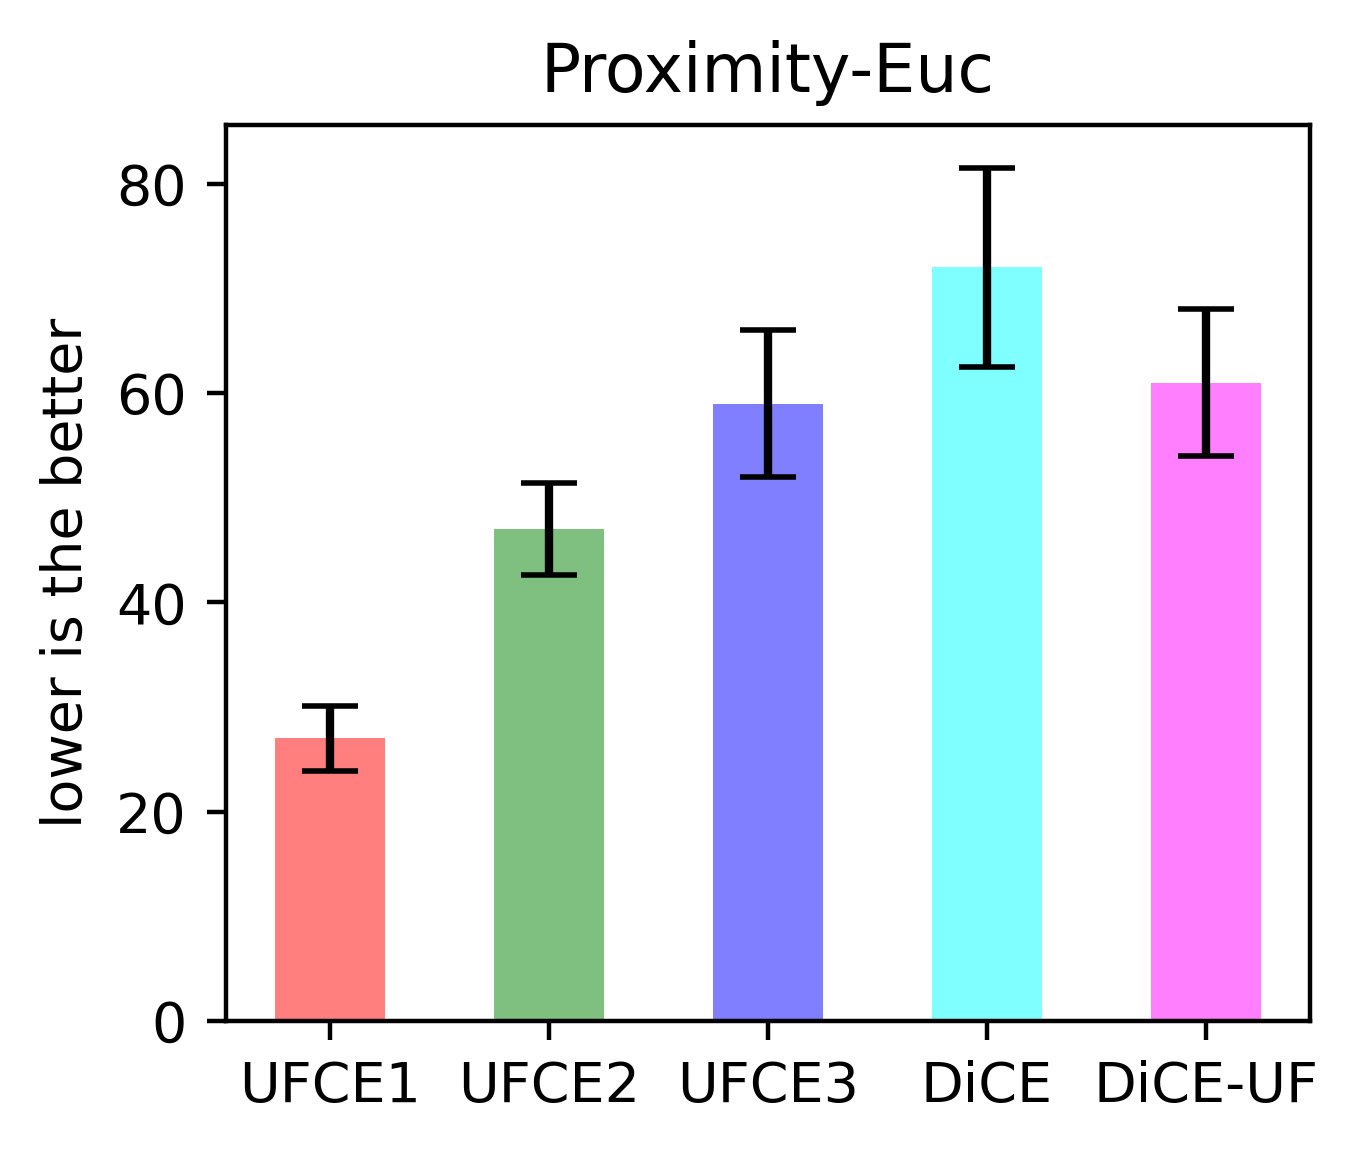 Proximity-Euc
lower is the better
80
60
40
20
0
UFCE1 UFCE2 UFCE3 DiCE DiCE-UF